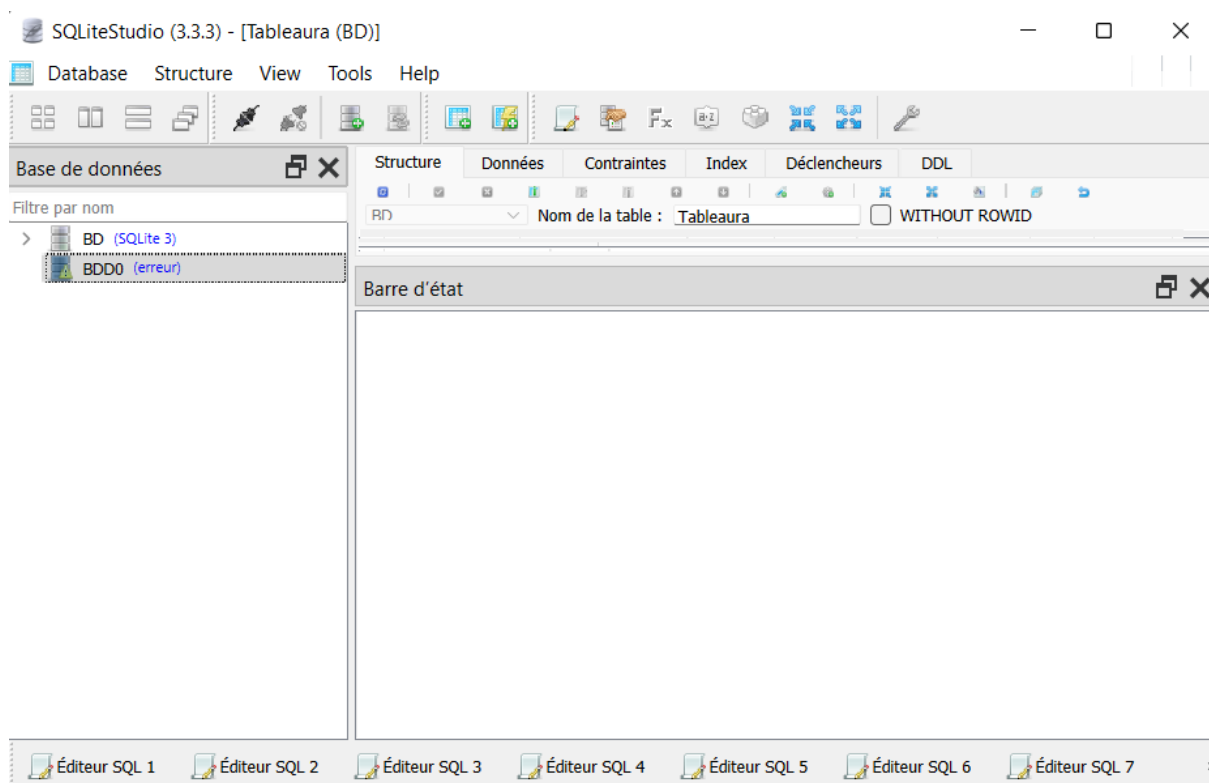 SQLiteStudio (3.3.3) - [Tableaura (BD)]
Database Structure View Tools Help
Base de données
Structure Données Contraintes Index Déclencheurs DDL
Filtre par nom
BD Nom de la table : Tableaura WITHOUT ROWID
BD (SQLite 3)
BDD0 (erreur)
Barre d'état
Éditeur SQL 1 Éditeur SQL 2 Éditeur SQL 3 Éditeur SQL 4 Éditeur SQL 5 Éditeur SQL 6 Éditeur SQL 7